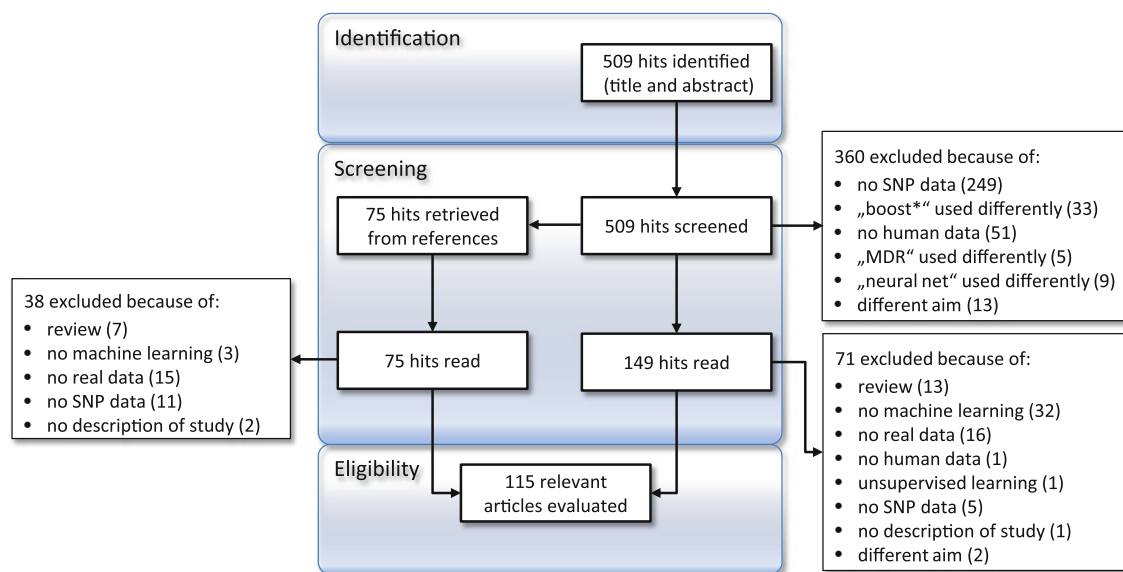 Identification
509 hits identified
(title and abstract)
Screening
75 hits retrieved
from references
509 hits screened
360 excluded because of:
• no SNP data (249)
• „boost*“ used differently (33)
• no human data (51)
• „MDR“ used differently (5)
• „neural net“ used differently (9)
• different aim (13)
38 excluded because of:
• review (7)
• no machine learning (3)
• no real data (15)
• no SNP data (11)
• no description of study (2)
75 hits read
149 hits read
71 excluded because of:
• review (13)
• no machine learning (32)
• no real data (16)
• no human data (1)
• unsupervised learning (1)
• no SNP data (5)
• no description of study (1)
• different aim (2)
Eligibility
115 relevant
articles evaluated